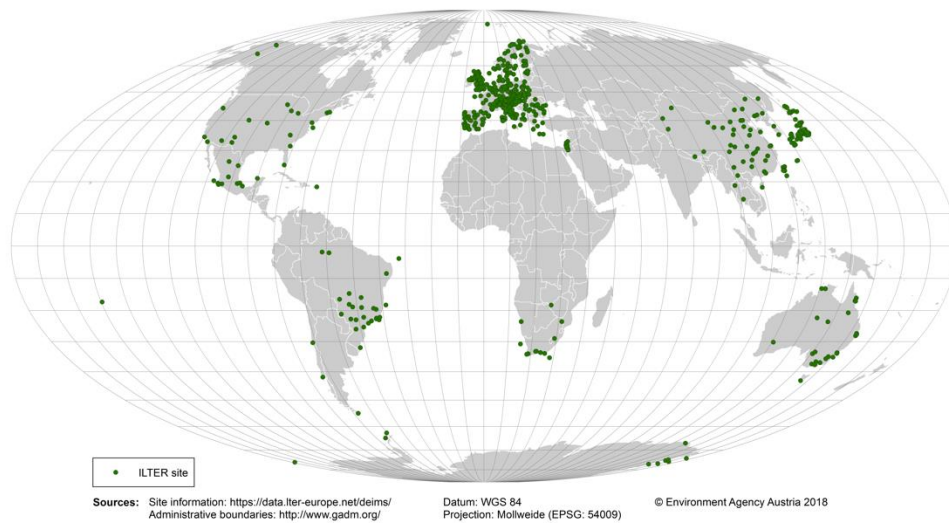 ILTER site
Sources: Site information: https://data.lter-europe.net/deims/
Administrative boundaries: http://www.gadm.org/
Datum: WGS 84
Projection: Mollweide (EPSG: 54009)
© Environment Agency Austria 2018